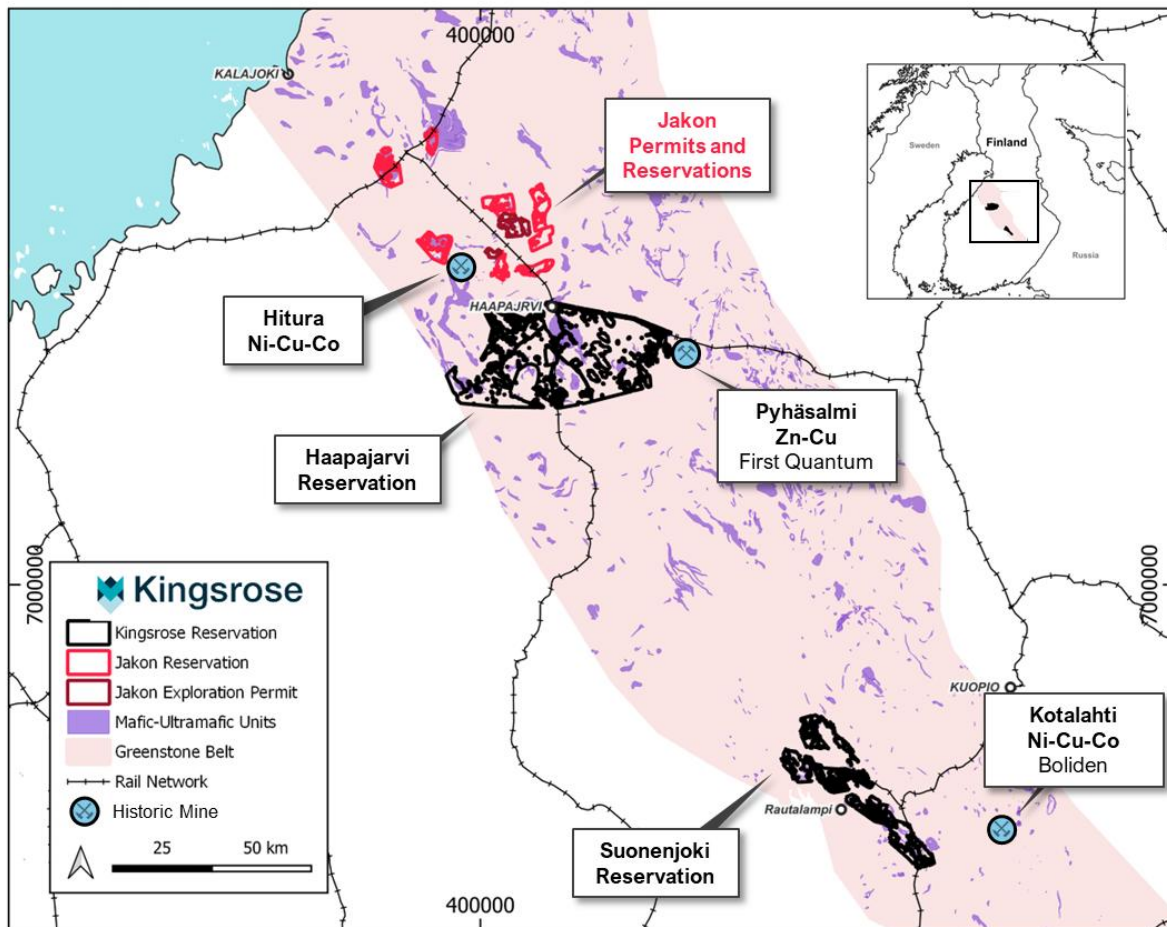 400000
KALAJOKI
Jakon
Permits and
Reservations
Sweden
Finland
Russia
Hitura
Ni-Cu-Co
HAAPAJRVI
Haapajarvi
Reservation
Pyhäsalmi
Zn-Cu
First Quantum
7000000
7000000
Kingsrose
Kingsrose Reservation
Jakon Reservation
Jakon Exploration Permit
Mafic-Ultramafic Units
Greenstone Belt
Rail Network
Historic Mine
25
50 km
KUOPIO
Kotalahti
Ni-Cu-Co
Boliden
Rautalampi
Suonenjoki
Reservation
400000